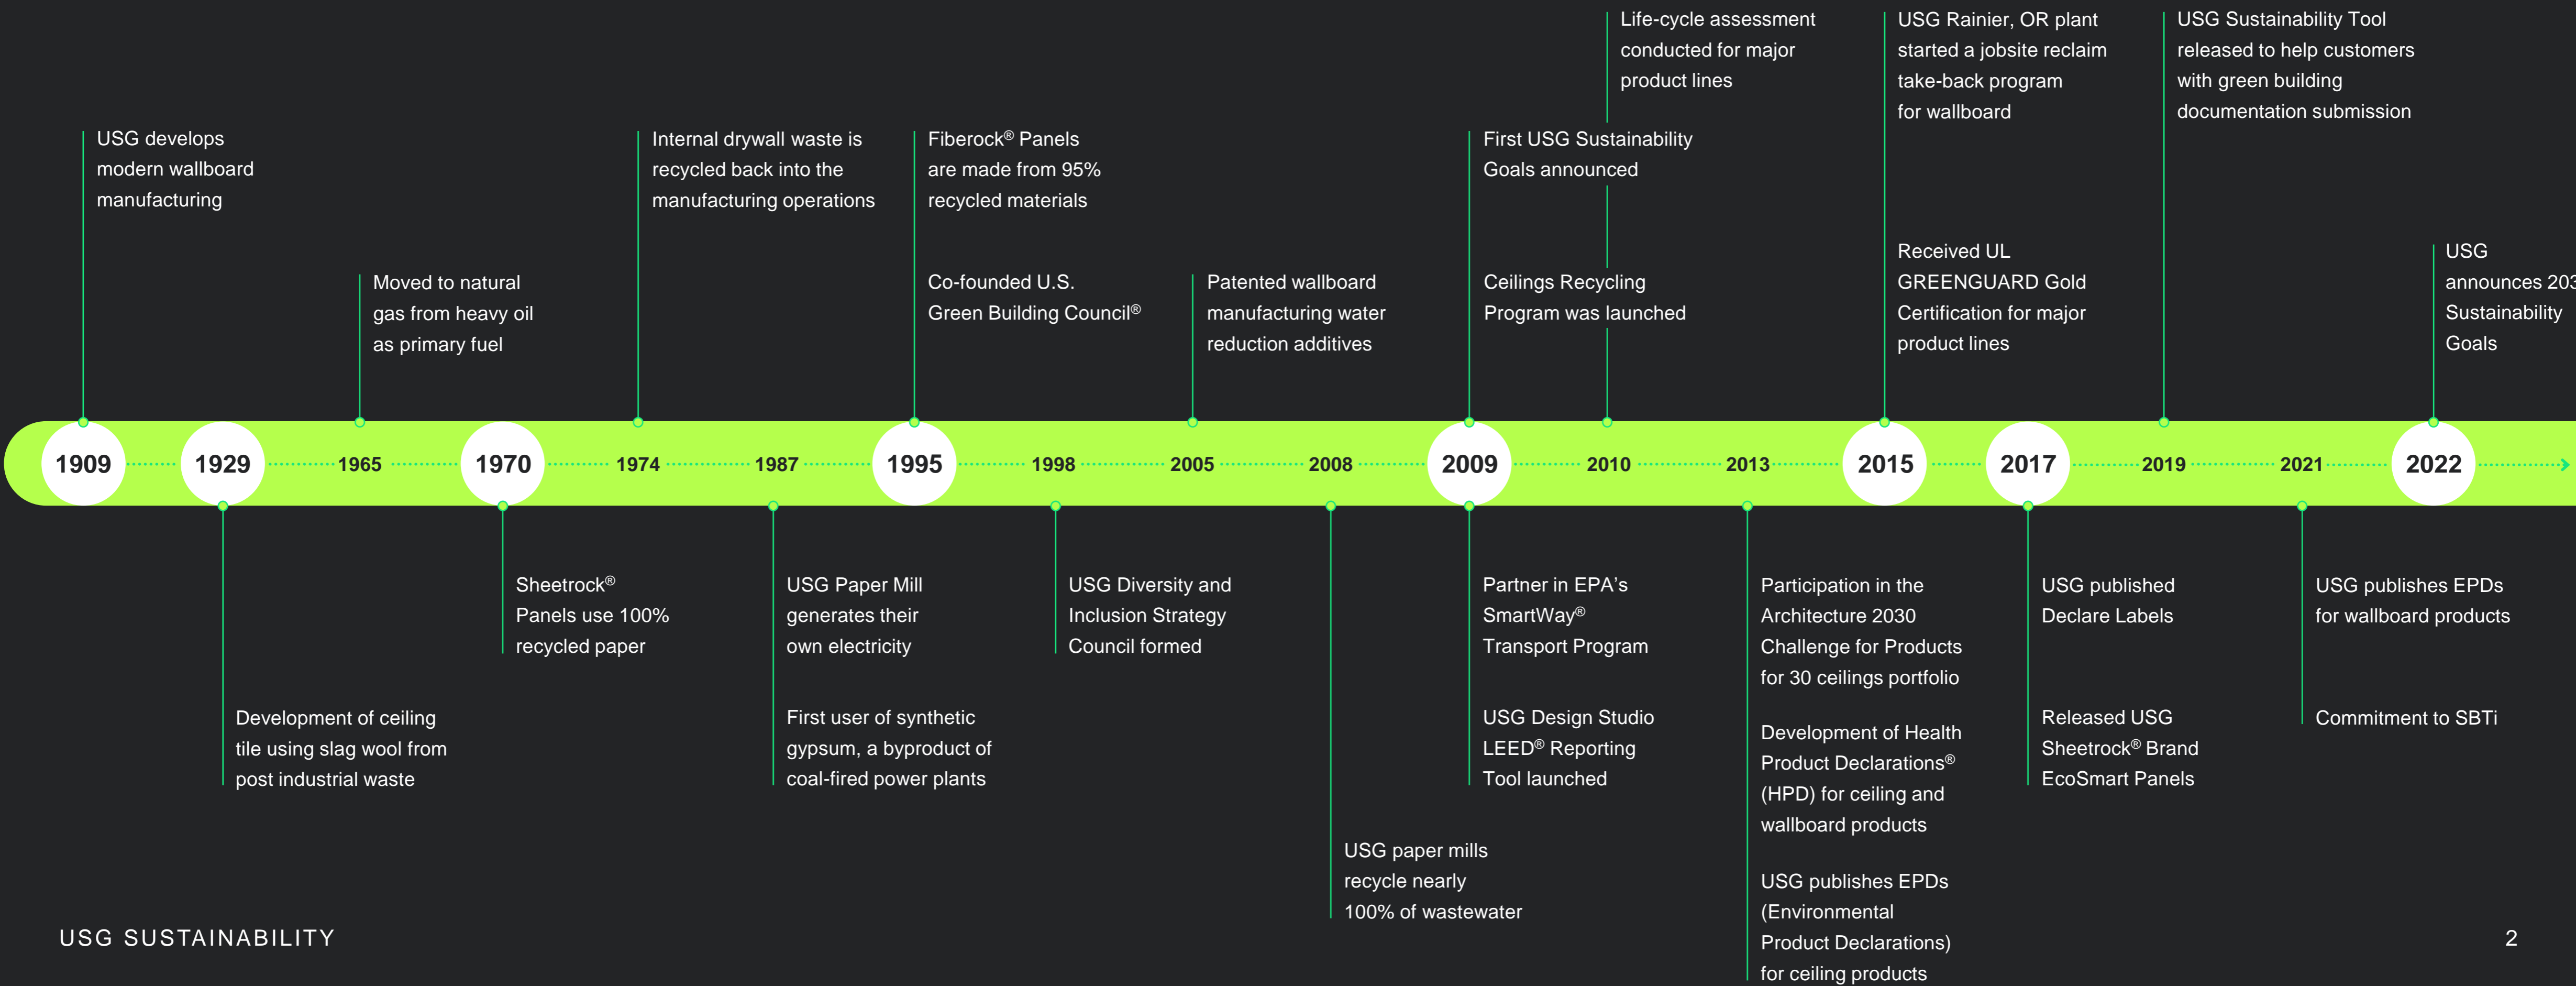 Life-cycle assessment
conducted for major
product lines
USG Rainier, OR plant
started a jobsite reclaim
take-back program
for wallboard
USG Sustainability Tool
released to help customers
with green building
documentation submission
USG develops
modern wallboard
manufacturing
Internal drywall waste is
recycled back into the
manufacturing operations
Fiberock® Panels
are made from 95%
recycled materials
First USG Sustainability
Goals announced
Moved to natural
gas from heavy oil
as primary fuel
Co-founded U.S.
Green Building Council®
Patented wallboard
manufacturing water
reduction additives
Ceilings Recycling
Program was launched
Received UL
GREENGUARD Gold
Certification for major
product lines
USG
announces 203
Sustainability
Goals
1909 1929 1965 1970 1974 1987 1995 1998 2005 2008 2009 2010 2013 2015 2017 2019 2021 2022
Development of ceiling
tile using slag wool from
post industrial waste
Sheetrock®
Panels use 100%
recycled paper
USG Paper Mill
generates their
own electricity
First user of synthetic
gypsum, a byproduct of
coal-fired power plants
USG Diversity and
Inclusion Strategy
Council formed
USG paper mills
recycle nearly
100% of wastewater
Partner in EPA’s
SmartWay®
Transport Program
USG Design Studio
LEED® Reporting
Tool launched
Participation in the
Architecture 2030
Challenge for Products
for 30 ceilings portfolio
Development of Health
Product Declarations®
(HPD) for ceiling and
wallboard products
USG publishes EPDs
(Environmental
Product Declarations)
for ceiling products
USG published
Declare Labels
Released USG
Sheetrock® Brand
EcoSmart Panels
USG publishes EPDs
for wallboard products
Commitment to SBTi
USG SUSTAINABILITY
2